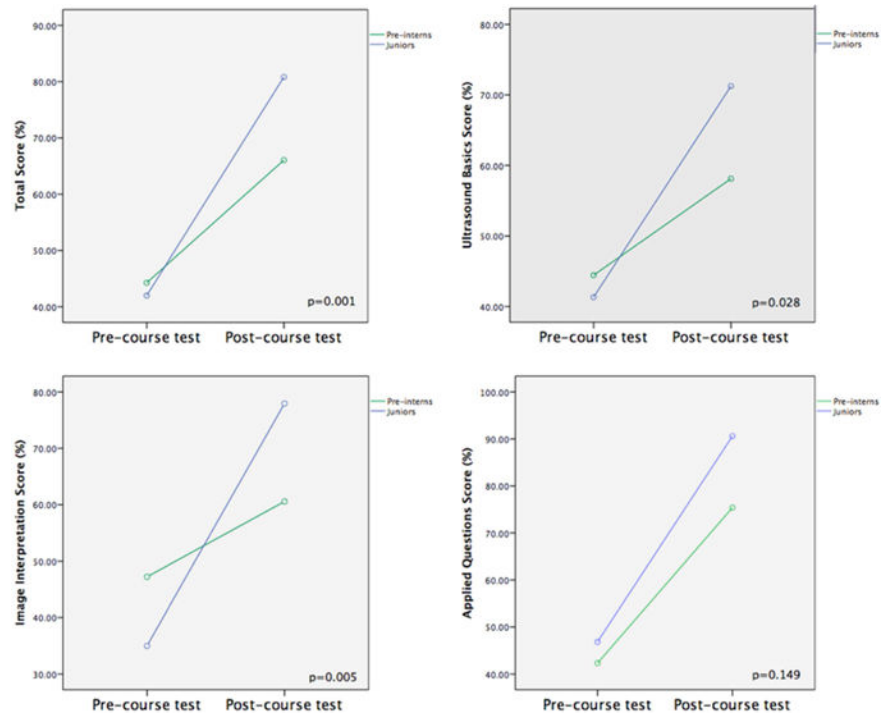 Total Score (%)
90.00
80.00
70.00
60.00
50.00
40.00
Pre-interns
Juniors
p=0.001
Pre-course test Post-course test
Ultrasound Basics Score (%)
80.00
70.00
60.00
50.00
40.00
Pre-interns
Juniors
p=0.028
Pre-course test Post-course test
Image Interpretation Score (%)
80.00
70.00
60.00
50.00
40.00
30.00
Pre-interns
Juniors
p=0.005
Pre-course test Post-course test
Applied Questions Score (%)
100.00
90.00
80.00
70.00
60.00
50.00
40.00
Pre-interns
Juniors
p=0.149
Pre-course test Post-course test